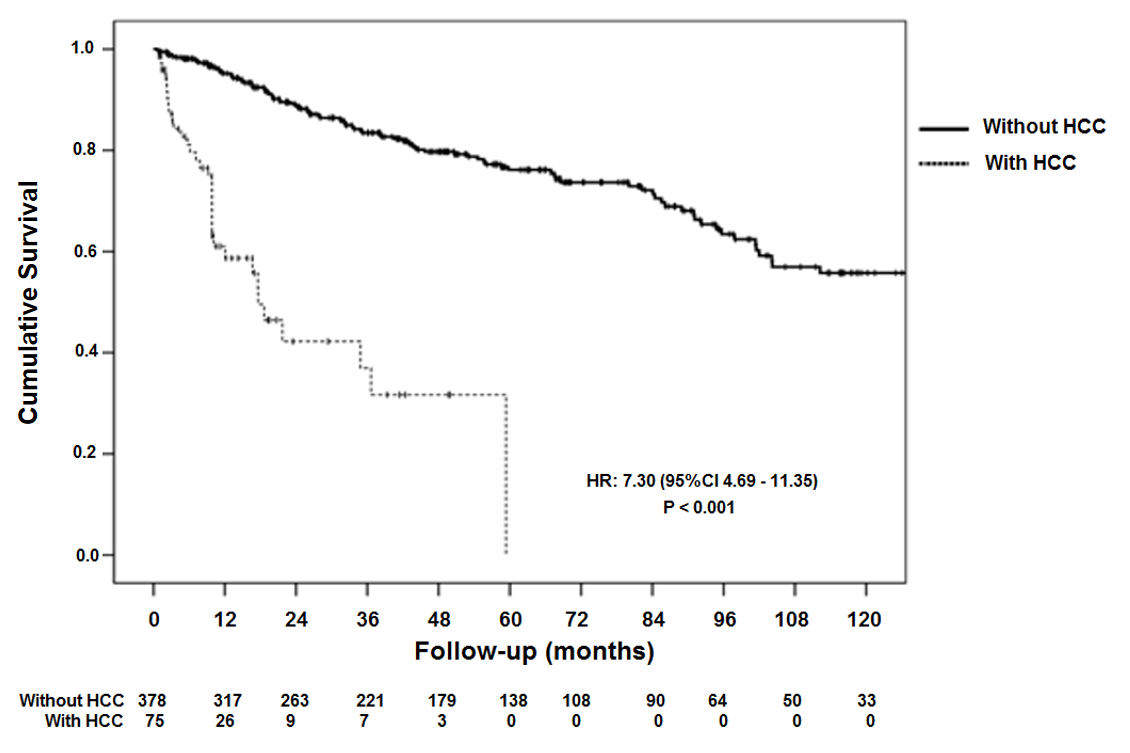 1.0
0.8
0.6
0.4
0.2
0.0
Cumulative Survival
Without HCC
With HCC
HR: 7.30 (95%CI 4.69 - 11.35)
P < 0.001
0 12 24 36 48 60 72 84 96 108 120
Follow-up (months)
Without HCC 378 317 263 221 179 138 108 90 64 50 33
With HCC 75 26 9 7 3 0 0 0 0 0 0